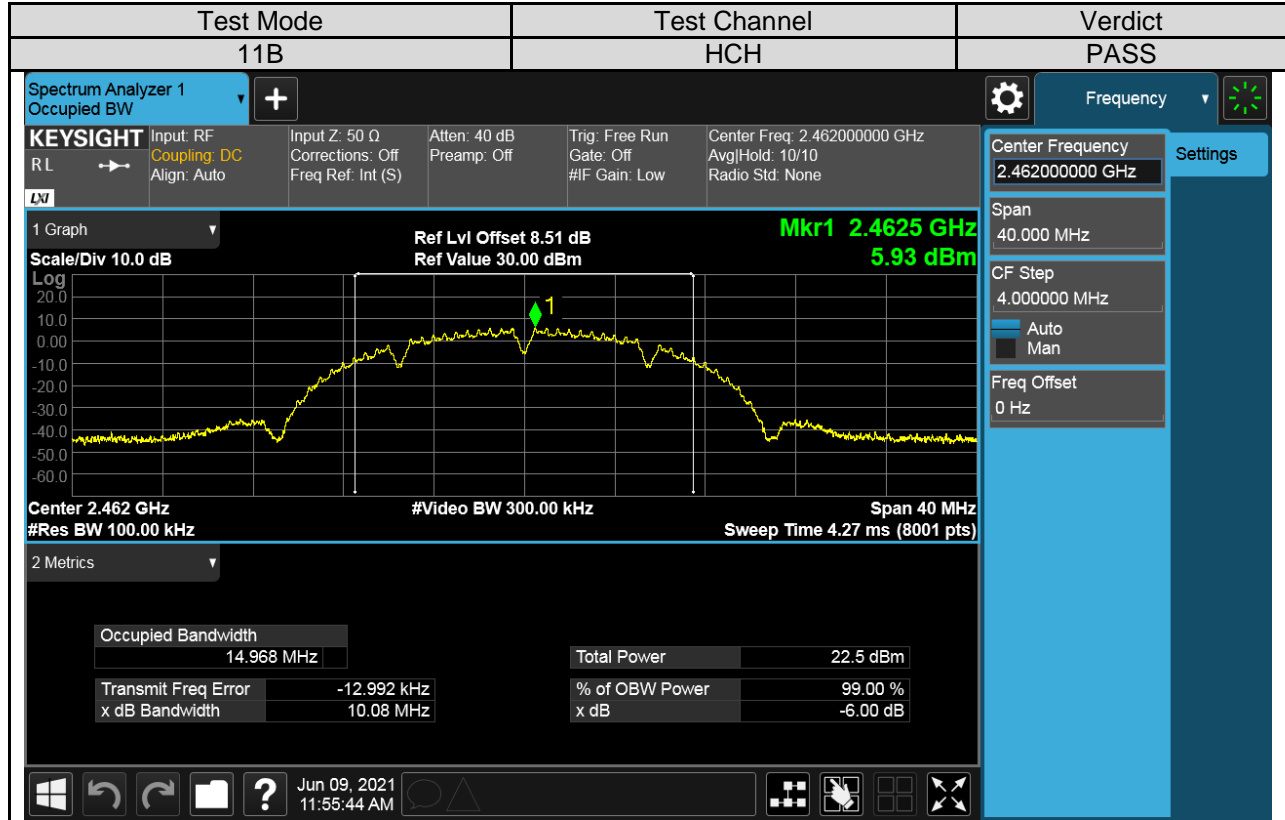 Test Mode Test Channel Verdict
11B HCH PASS
Spectrum Analyzer 1
Occupied BW
Frequency
KEYSIGHT
R L
LXI
Input: RF
Coupling: DC
Align: Auto
Input Z: 50 Ω
Corrections: Off
Freq Ref: Int (S)
Atten: 40 dB
Preamp: Off
Trig: Free Run
Gate: Off
#IF Gain: Low
Center Freq: 2.462000000 GHz
Avg|Hold: 10/10
Radio Std: None
Center Frequency
2.462000000 GHz
Settings
Span
40.000 MHz
CF Step
4.000000 MHz
Auto
Man
Freq Offset
0 Hz
1 Graph
Scale/Div 10.0 dB
Ref Lvl Offset 8.51 dB
Ref Value 30.00 dBm
Mkr1 2.4625 GHz
5.93 dBm
Log
20.0
10.0
0.00
-10.0
-20.0
-30.0
-40.0
-50.0
-60.0
1
Center 2.462 GHz
#Res BW 100.00 kHz
#Video BW 300.00 kHz
Span 40 MHz
Sweep Time 4.27 ms (8001 pts)
2 Metrics
Occupied Bandwidth
14.968 MHz
Total Power 22.5 dBm
Transmit Freq Error -12.992 kHz
% of OBW Power 99.00 %
x dB Bandwidth 10.08 MHz
x dB -6.00 dB
?
Jun 09, 2021
11:55:44 AM